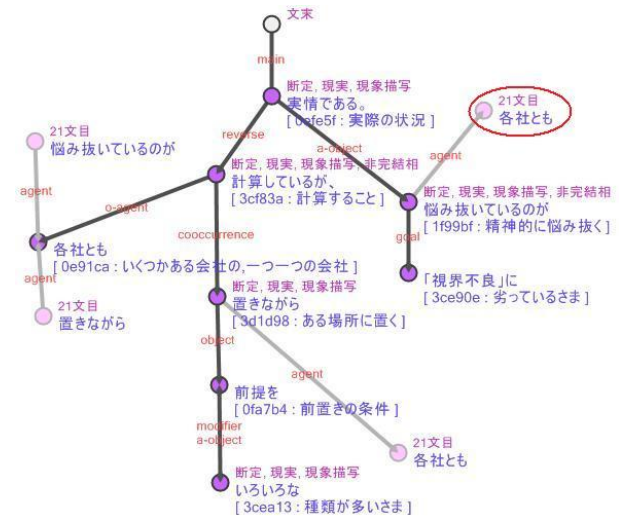 文末
main
断定, 現実, 現象描写
実情である。
[ 0efe5f : 実際の状況 ]
21文目
各社とも
reverse
a-object
agent
21文目
悩み抜いているのが
断定, 現実, 現象描写, 非完結相
計算しているが、
[ 3cf83a : 計算すること ]
断定, 現実, 現象描写, 非完結相
悩み抜いているのが
[ 1f99bf : 精神的に悩み抜く ]
agent
o-agent
cooccurrence
goal
各社とも
[ 0e91ca : いくつかある会社の,一つ一つの会社 ]
agent
「視界不良」に
[ 3ce90e : 劣っているさま ]
21文目
置きながら
断定, 現実, 現象描写
置きながら
[ 3d1d98 : ある場所に置く ]
object
agent
前提を
[ 0fa7b4 : 前置きの条件 ]
modifier
a-object
21文目
各社とも
断定, 現実, 現象描写
いろいろな
[ 3cea13 : 種類が多いさま ]